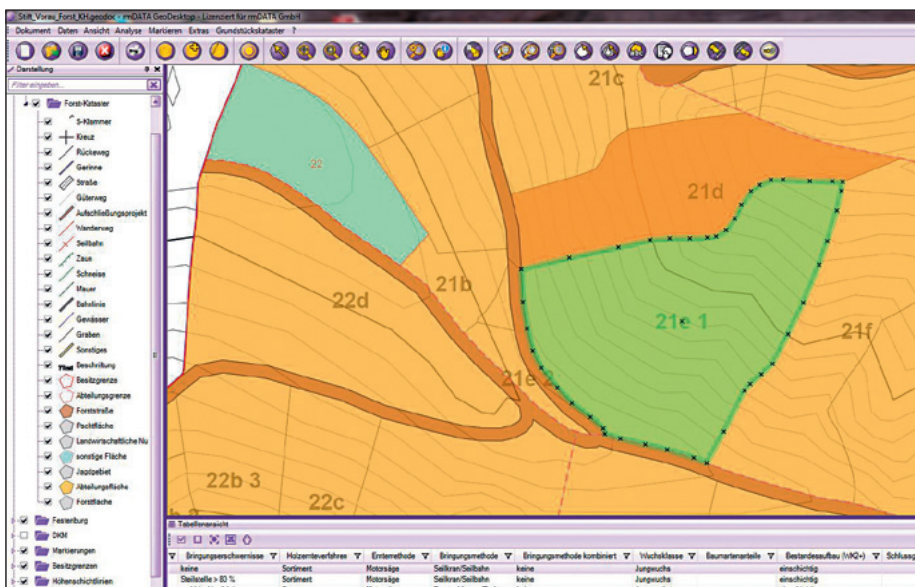 Stift_Vorau_Forst_KH.geodoc - rmDATA GeoDesktop - Lizenziert für rmDATA GmbH
Dokument Daten Ansicht Analyse Markieren Extras Grundstückskataster ?
Darstellung
Filter eingeben...
Forst-Kataster
S-Klammer
Kreuz
Rückeweg
Gerinne
Straße
Güterweg
Aufschließungsprojekt
Wanderweg
Seilbahn
Zaun
Schneise
Mauer
Bahnlinie
Gewässer
Graben
Sonstiges
Text Beschriftung
Besitzgrenze
Abteilungsgrenze
Forststraße
Pachtfläche
Landwirtschaftliche Nu
sonstige Fläche
Jagdgebiet
Abteilungsfläche
Forstfläche
Festenburg
DKM
Markierungen
Besitzgrenzen
Höhenschichtlinien
21c
22
21d
21b
22d
21e 1
21f
21e 2
22b 3
22c
Tabellenansicht
Bringungserschwernisse Holzernteverfahren Erntemethode Bringungsmethode Bringungsmethode kombiniert Wuchsklasse Baumartenanteile Bestandesaufbau (WK2+)
keine Sortiment Motorsäge Seilkran/Seilbahn keine Jungwuchs einschichtig
Steilstelle > 80 % Sortiment Motorsäge Seilkran/Seilbahn keine Jungwuchs einschichtig